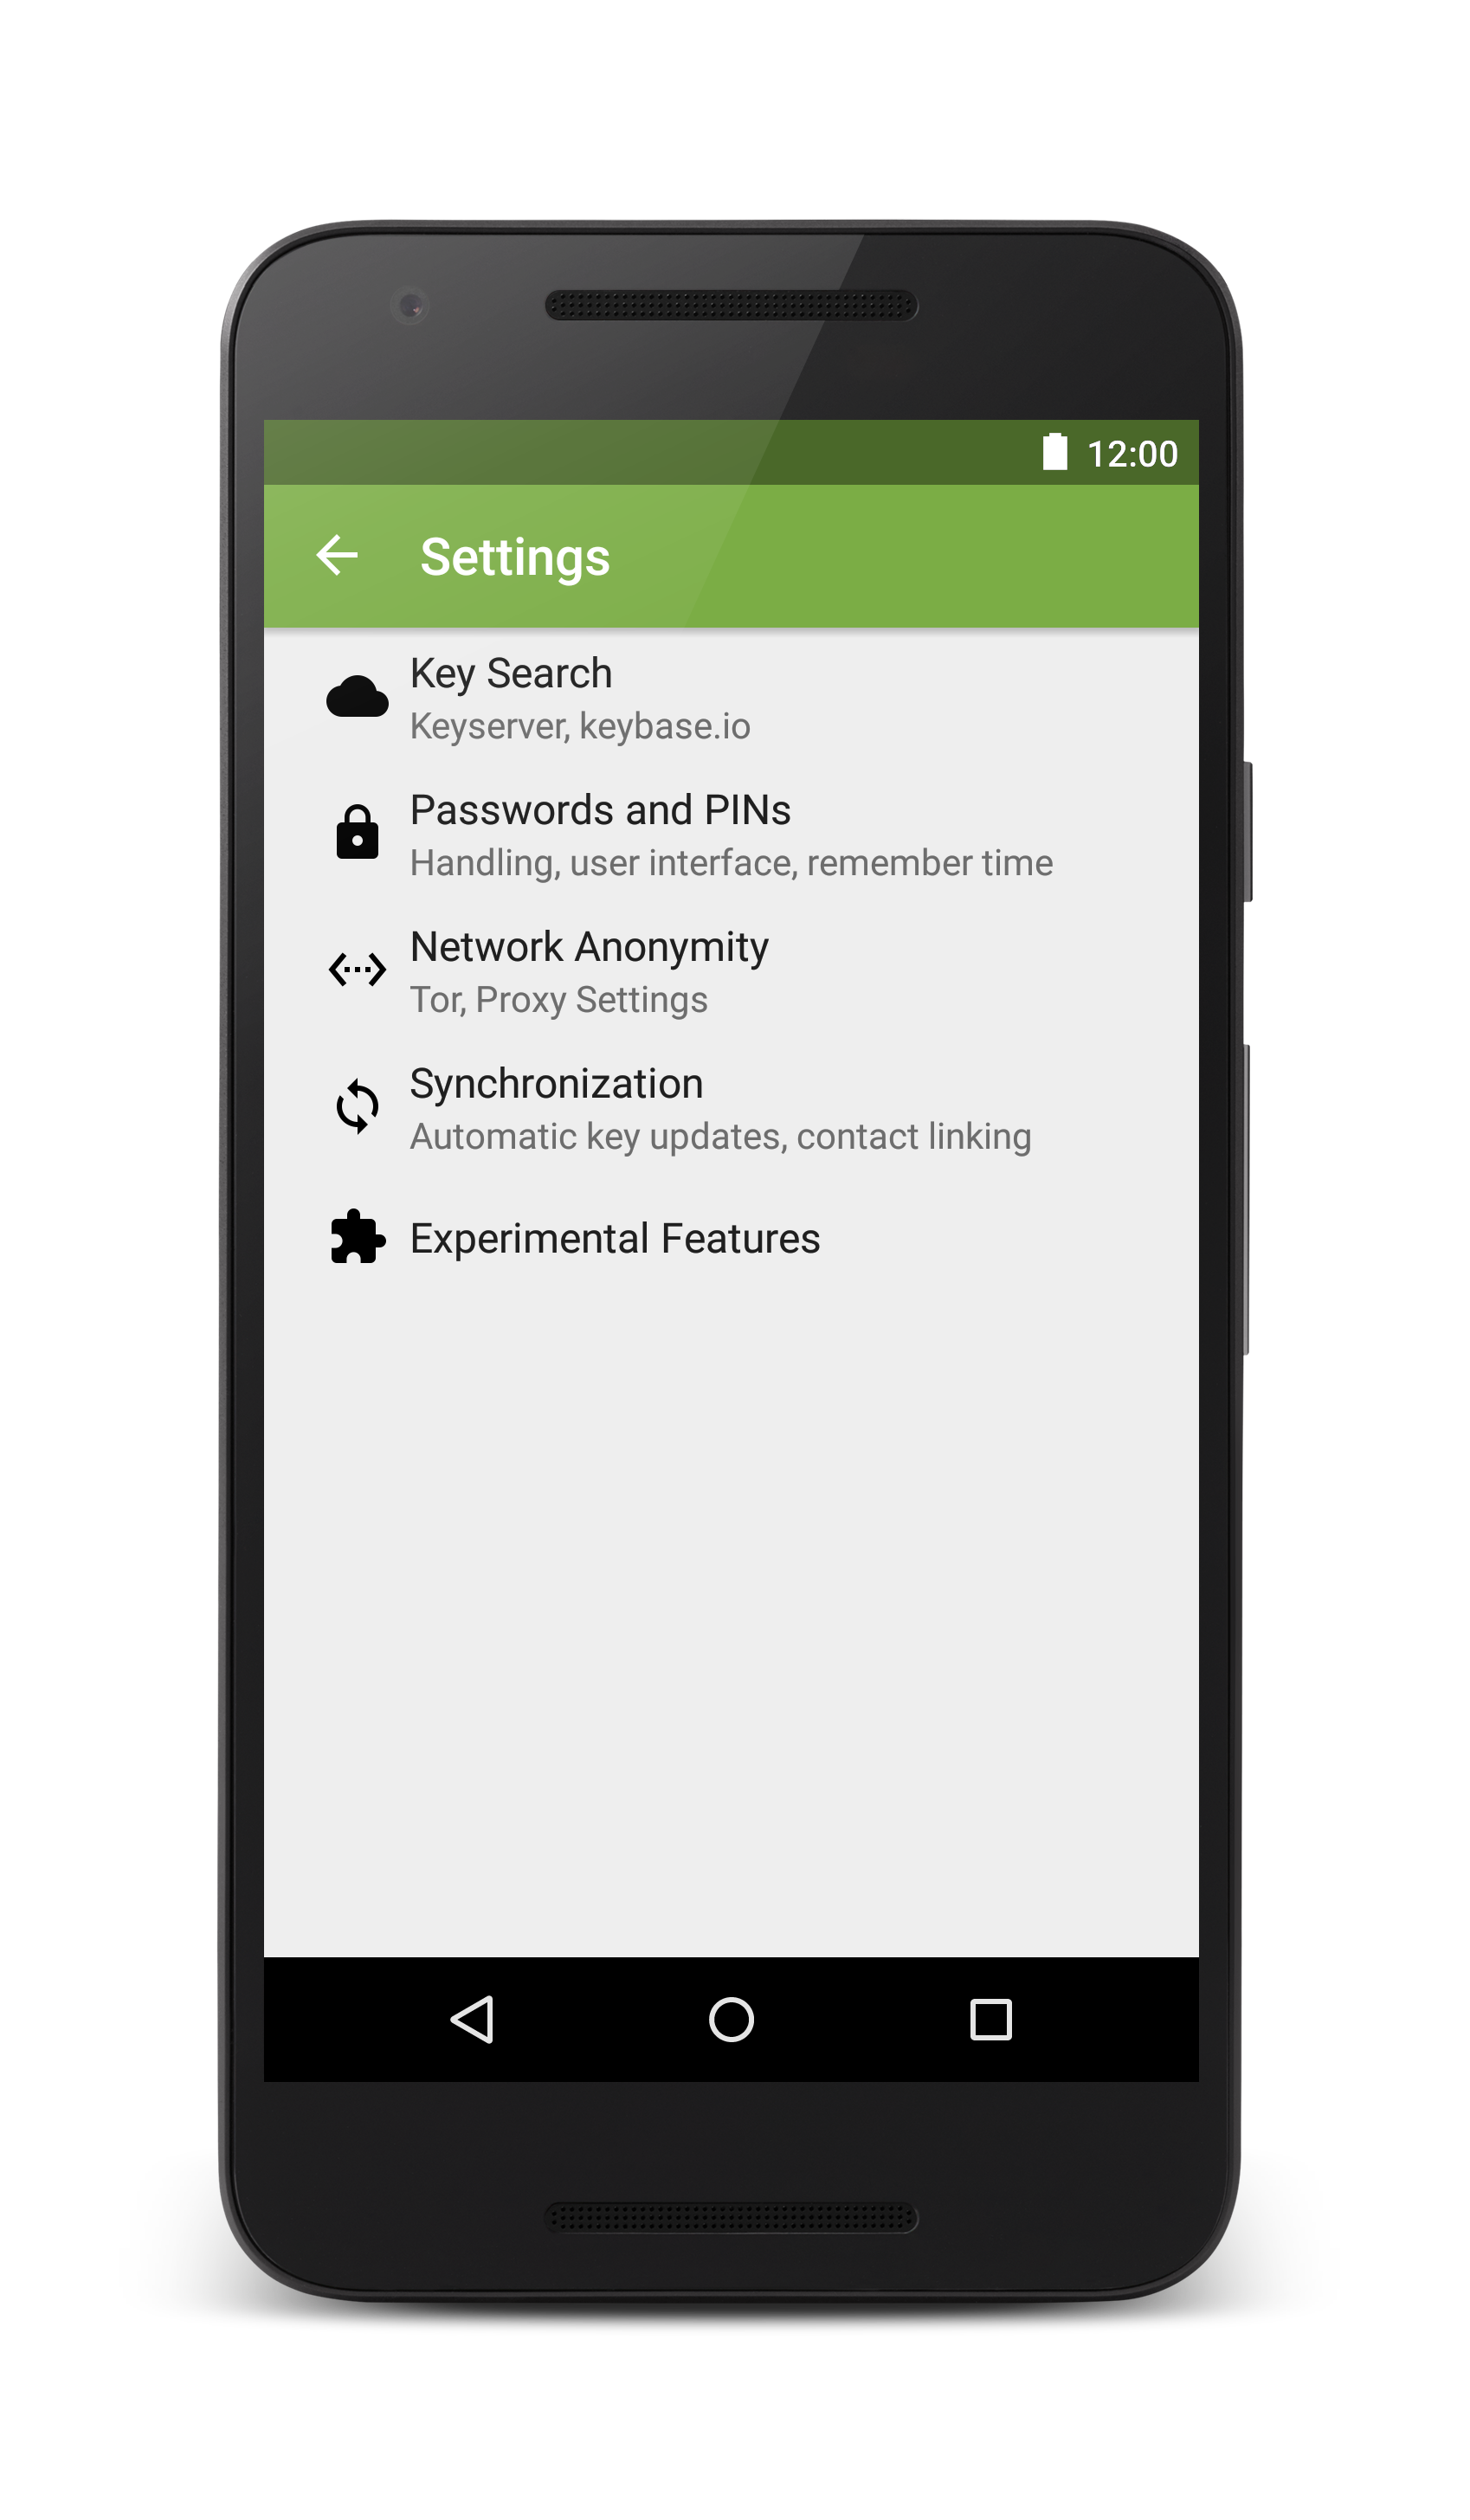 12:00
Settings
Key Search
Keyserver, keybase.io
Passwords and PINs
Handling, user interface, remember time
Network Anonymity
Tor, Proxy Settings
Synchronization
Automatic key updates, contact linking
Experimental Features